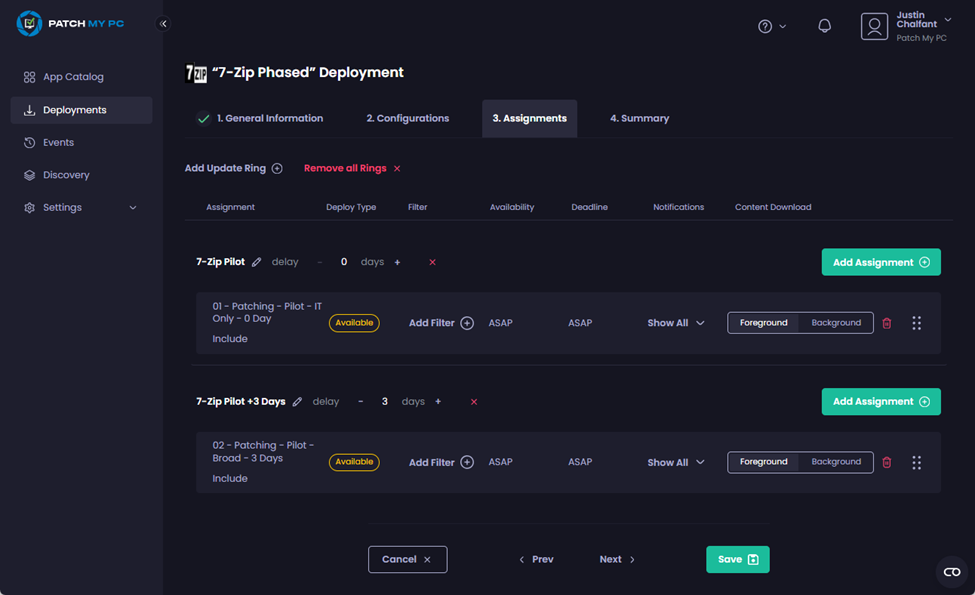 PATCH MY PC
Justin
Chalfant
Patch My PC
App Catalog
Deployments
Events
Discovery
Settings
7ZIP "7-Zip Phased" Deployment
1. General Information 2. Configurations 3. Assignments 4. Summary
Add Update Ring Remove all Rings ×
Assignment Deploy Type Filter Availability Deadline Notifications Content Download
7-Zip Pilot delay - 0 days + × Add Assignment
01 - Patching - Pilot - IT
Only - 0 Day
Include
Available Add Filter ASAP ASAP Show All Foreground Background
7-Zip Pilot +3 Days delay - 3 days + × Add Assignment
02 - Patching - Pilot -
Broad - 3 Days
Include
Available Add Filter ASAP ASAP Show All Foreground Background
Cancel × < Prev Next > Save